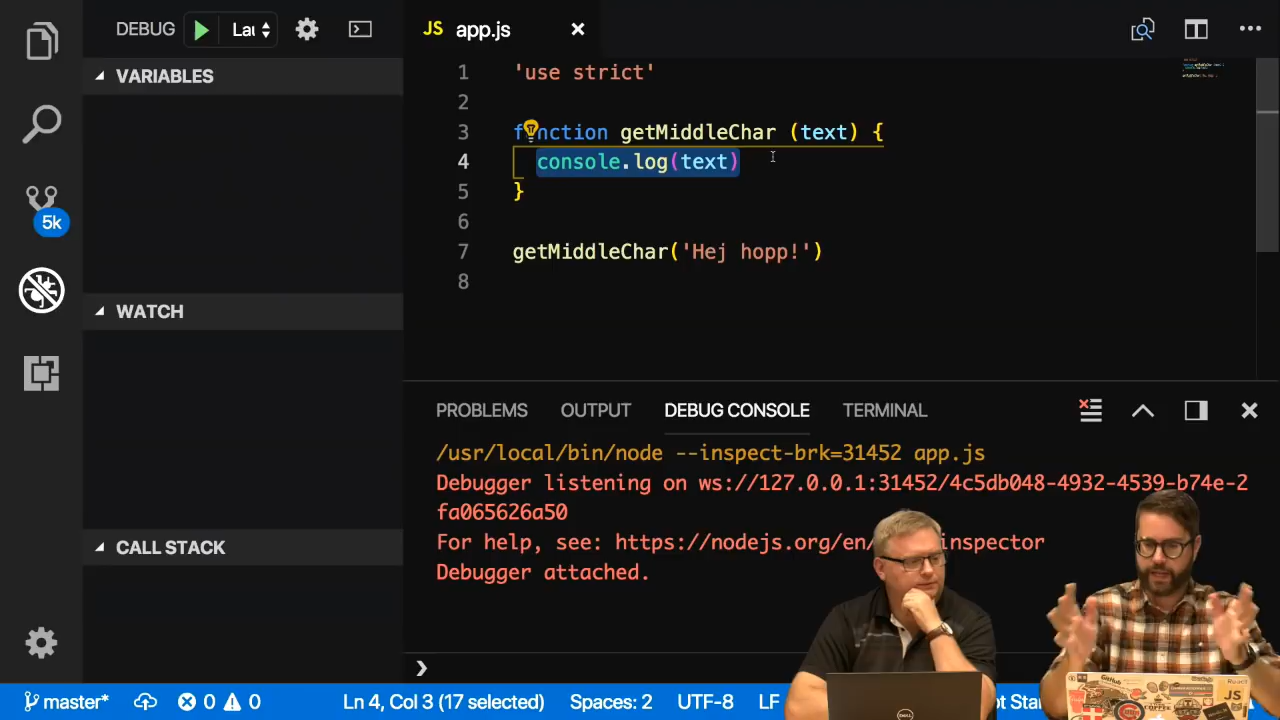 DEBUG
Lau
JS app.js
VARIABLES
WATCH
CALL STACK
5k
1 'use strict'
2
3 function getMiddleChar (text) {
4 console.log(text)
5 }
6
7 getMiddleChar('Hej hopp!')
8
PROBLEMS OUTPUT DEBUG CONSOLE TERMINAL
/usr/local/bin/node --inspect-brk=31452 app.js
Debugger listening on ws://127.0.0.1:31452/4c5db048-4932-4539-b74e-2
fa065626a50
For help, see: https://nodejs.org/en/ inspector
Debugger attached.
master* 0 0 Ln 4, Col 3 (17 selected) Spaces: 2 UTF-8 LF
DELL
GitHub
React
JS